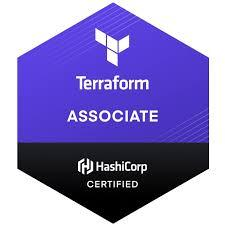 Terraform
ASSOCIATE
HashiCorp
CERTIFIED